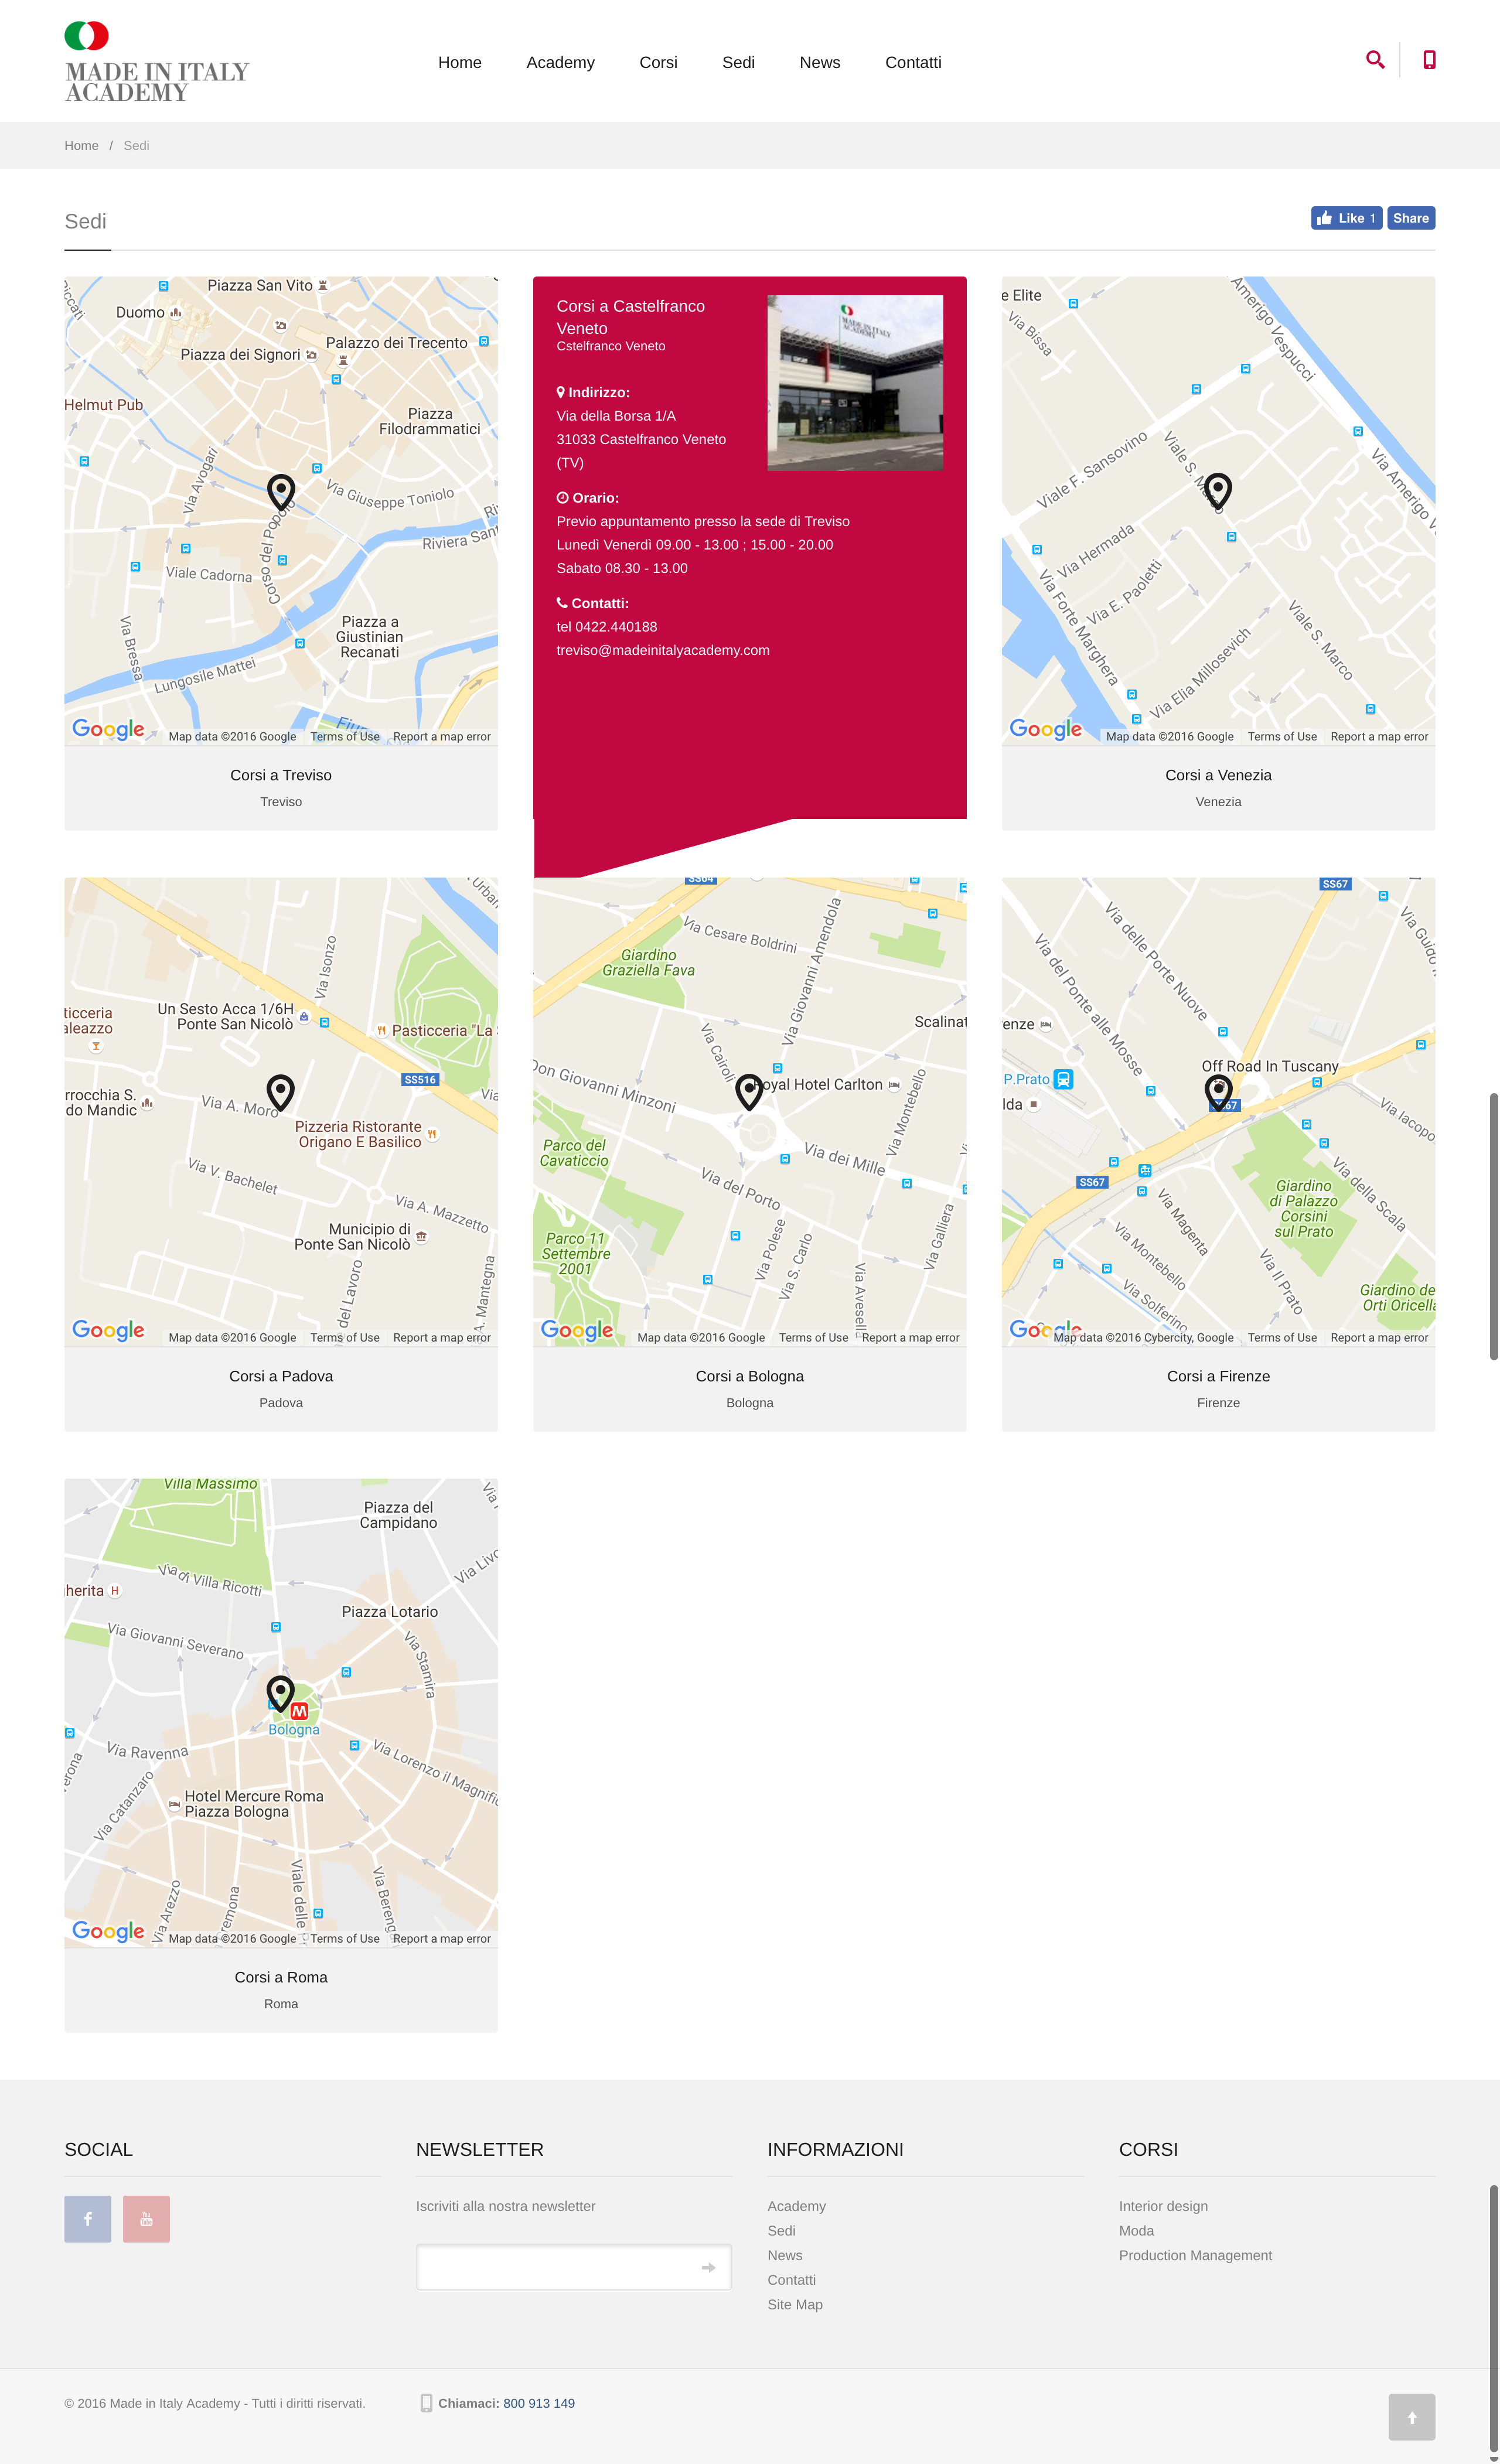 MADE IN ITALY
ACADEMY
Home Academy Corsi Sedi News Contatti
Home / Sedi
Sedi
Like 1 Share
Piazza San Vito
Duomo
Palazzo dei Trecento
Piazza dei Signori
Helmut Pub
Piazza
Filodrammatici
Via Avogari
Via Giuseppe Toniolo
Corso del Popolo
Viale Cadorna
Via Bressa
Piazza a
Giustinian
Recanati
Lungosile Mattei
Google
Map data ©2016 Google Terms of Use Report a map error
Corsi a Treviso
Treviso
Corsi a Castelfranco
Veneto
Cstelfranco Veneto
MADE IN ITALY
ACADEMY
Indirizzo:
Via della Borsa 1/A
31033 Castelfranco Veneto
(TV)
Orario:
Previo appuntamento presso la sede di Treviso
Lunedì Venerdì 09.00 - 13.00 ; 15.00 - 20.00
Sabato 08.30 - 13.00
Contatti:
tel 0422.440188
treviso@madeinitalyacademy.com
e Elite
Via Bissa
Amerigo Vespucci
Via Amerigo V
Viale F. Sansovino
Viale S. Marco
Via Hermada
Via E. Paoletti
Via Forte Marghera
Via Elia Millosevich
Viale S. Marco
Google
Map data ©2016 Google Terms of Use Report a map error
Corsi a Venezia
Venezia
Via Isonzo
Un Sesto Acca 1/6H
Ponte San Nicolò
ticceria
aleazzo
Pasticceria "La S
SS516
rrocchia S.
do Mandic
Via A. Moro
Via
Pizzeria Ristorante
Origano E Basilico
Via V. Bachelet
Via A. Mazzetto
Municipio di
Ponte San Nicolò
del Lavoro
A. Mantegna
Google
Map data ©2016 Google Terms of Use Report a map error
Corsi a Padova
Padova
SS64
Via Cesare Boldrini
Giardino
Graziella Fava
Via Giovanni Amendola
Scalinat
Via Cairoli
Don Giovanni Minzoni
Royal Hotel Carlton
Via Montebello
Parco del
Cavaticcio
Via dei Mille
Via del Porto
Parco 11
Settembre
2001
Via Polese
Via S. Carlo
Via Galliera
Via Avesell
Google
Map data ©2016 Google Terms of Use Report a map error
Corsi a Bologna
Bologna
SS67
Via delle Porte Nuove
Via del Ponte alle Mosse
Via Guido
enze
Off Road In Tuscany
P.Prato
SS67
lda
Via Iacopo
SS67
Via della Scala
Giardino
di Palazzo
Corsini
sul Prato
Via Magenta
Via Montebello
Via Il Prato
Via Solferino
Giardino de
Orti Oricella
Google
Map data ©2016 Cybercity, Google Terms of Use Report a map error
Corsi a Firenze
Firenze
Villa Massimo
Piazza del
Campidano
Via di Villa Ricotti
Via Livo
herita H
Piazza Lotario
Via Giovanni Severano
Via Stamira
M
Bologna
Via Ravenna
Via Lorenzo il Magnific
erona
Via Catanzaro
Hotel Mercure Roma
Piazza Bologna
Viale delle
Via Bereng
Via Arezzo
remona
Google
Map data ©2016 Google Terms of Use Report a map error
Corsi a Roma
Roma
SOCIAL NEWSLETTER INFORMAZIONI CORSI
You
Tube
Iscriviti alla nostra newsletter
Academy
Sedi
News
Contatti
Site Map
Interior design
Moda
Production Management
© 2016 Made in Italy Academy - Tutti i diritti riservati.
Chiamaci: 800 913 149